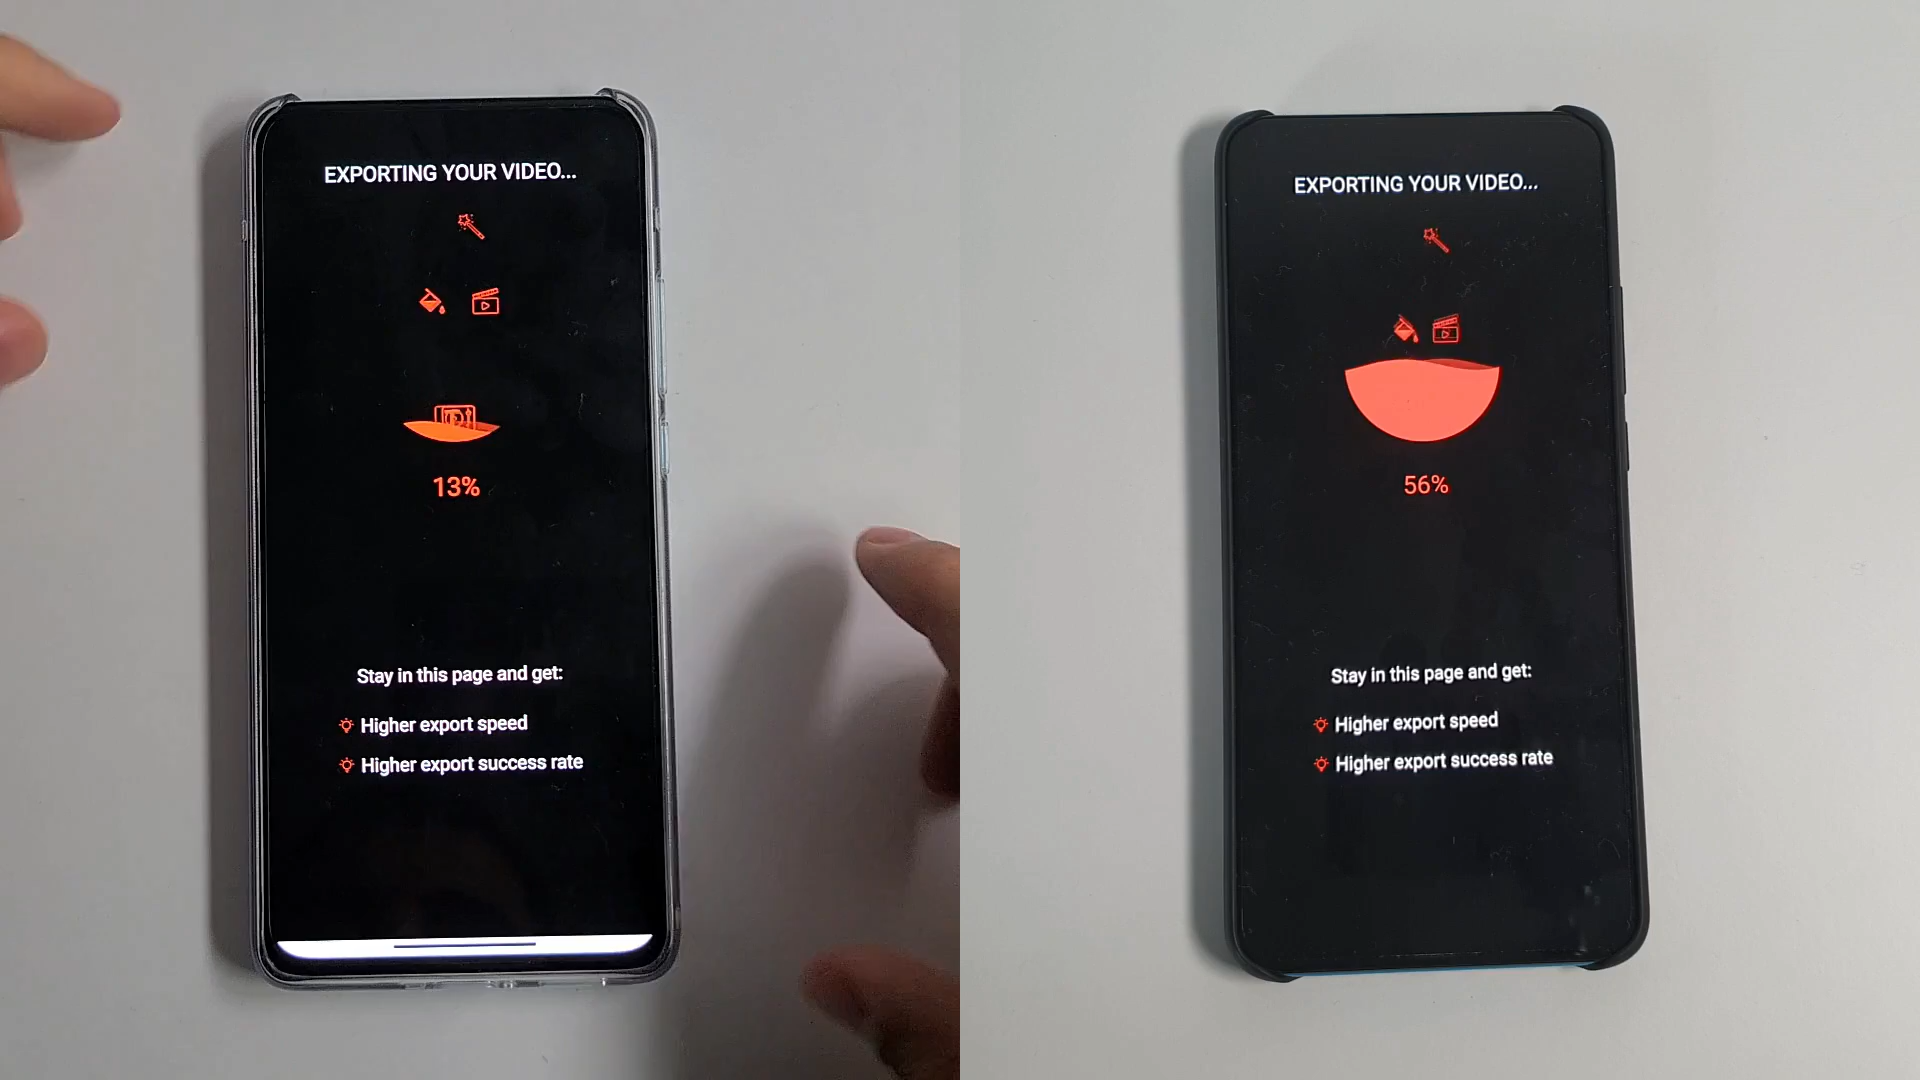 EXPORTING YOUR VIDEO...
13%
Stay in this page and get:
Higher export speed
Higher export success rate
EXPORTING YOUR VIDEO...
56%
Stay in this page and get:
Higher export speed
Higher export success rate